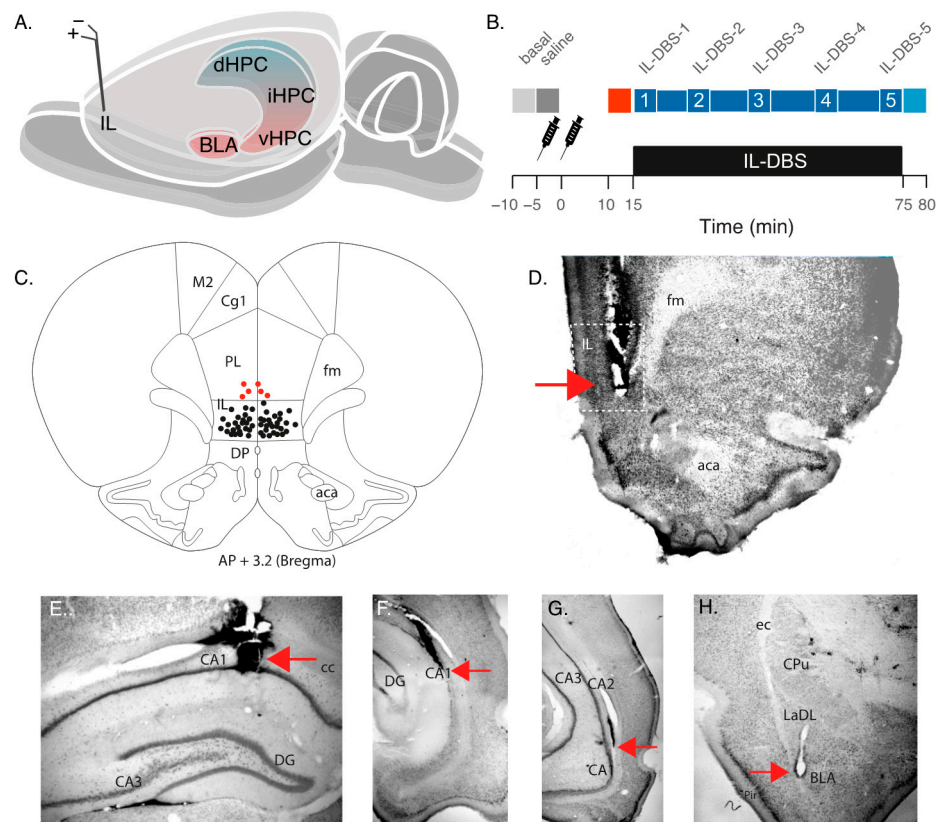 A.
−
+
dHPC
iHPC
IL
BLA
vHPC
B.
basal
saline
IL-DBS-1
IL-DBS-2
IL-DBS-3
IL-DBS-4
IL-DBS-5
1 2 3 4 5
IL-DBS
−10 −5 0 10 15 75 80
Time (min)
C.
M2
Cg1
PL
fm
IL
DP
aca
AP + 3.2 (Bregma)
D.
fm
IL
aca
E.
CA1
cc
CA3
DG
F.
CA1
DG
G.
CA3
CA2
CA1
H.
ec
CPu
LaDL
BLA
Pir